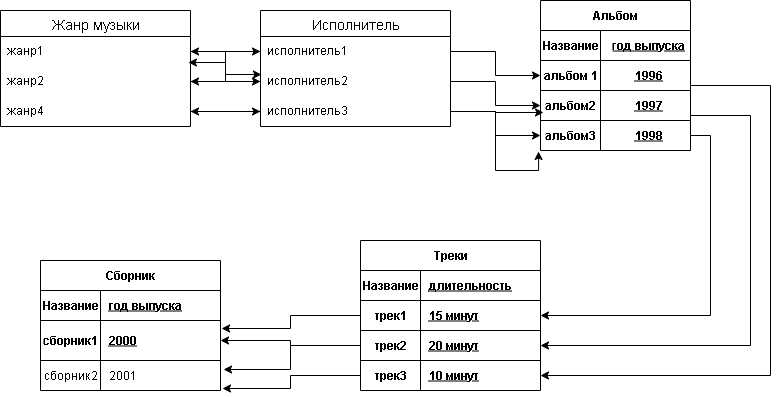 Жанр музыки
жанр1
жанр2
жанр4
Исполнитель
исполнитель1
исполнитель2
исполнитель3
Альбом
Название год выпуска
альбом 1 1996
альбом2 1997
альбом3 1998
Сборник
Название год выпуска
сборник1 2000
сборник2 2001
Треки
Название длительность
трек1 15 минут
трек2 20 минут
трек3 10 минут